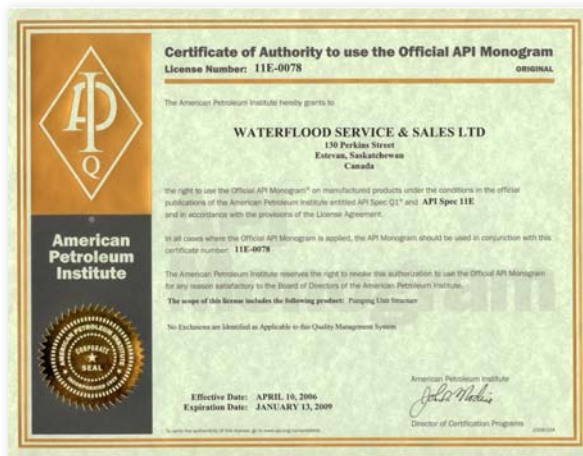 API
Q
American
Petroleum
Institute
AMERICAN PETROLEUM INSTITUTE
CORPORATE
SEAL
Certificate of Authority to use the Official API Monogram
License Number: 11E-0078
ORIGINAL
The American Petroleum Institute hereby grants to
WATERFLOOD SERVICE & SALES LTD
130 Perkins Street
Estevan, Saskatchewan
Canada
the right to use the Official API Monogram® on manufactured products under the conditions in the official
publications of the American Petroleum Institute entitled API Spec Q1® and API Spec 11E
and in accordance with the provisions of the License Agreement.
In all cases where the Official API Monogram is applied, the API Monogram should be used in conjunction with this
certificate number: 11E-0078
The American Petroleum Institute reserves the right to revoke this authorization to use the Official API Monogram
for any reason satisfactory to the Board of Directors of the American Petroleum Institute.
The scope of this license includes the following product: Pumping Unit Structure
No Exclusions are Identified as Applicable to this Quality Management System
Effective Date: APRIL 10, 2006
Expiration Date: JANUARY 13, 2009
American Petroleum Institute
Director of Certification Programs